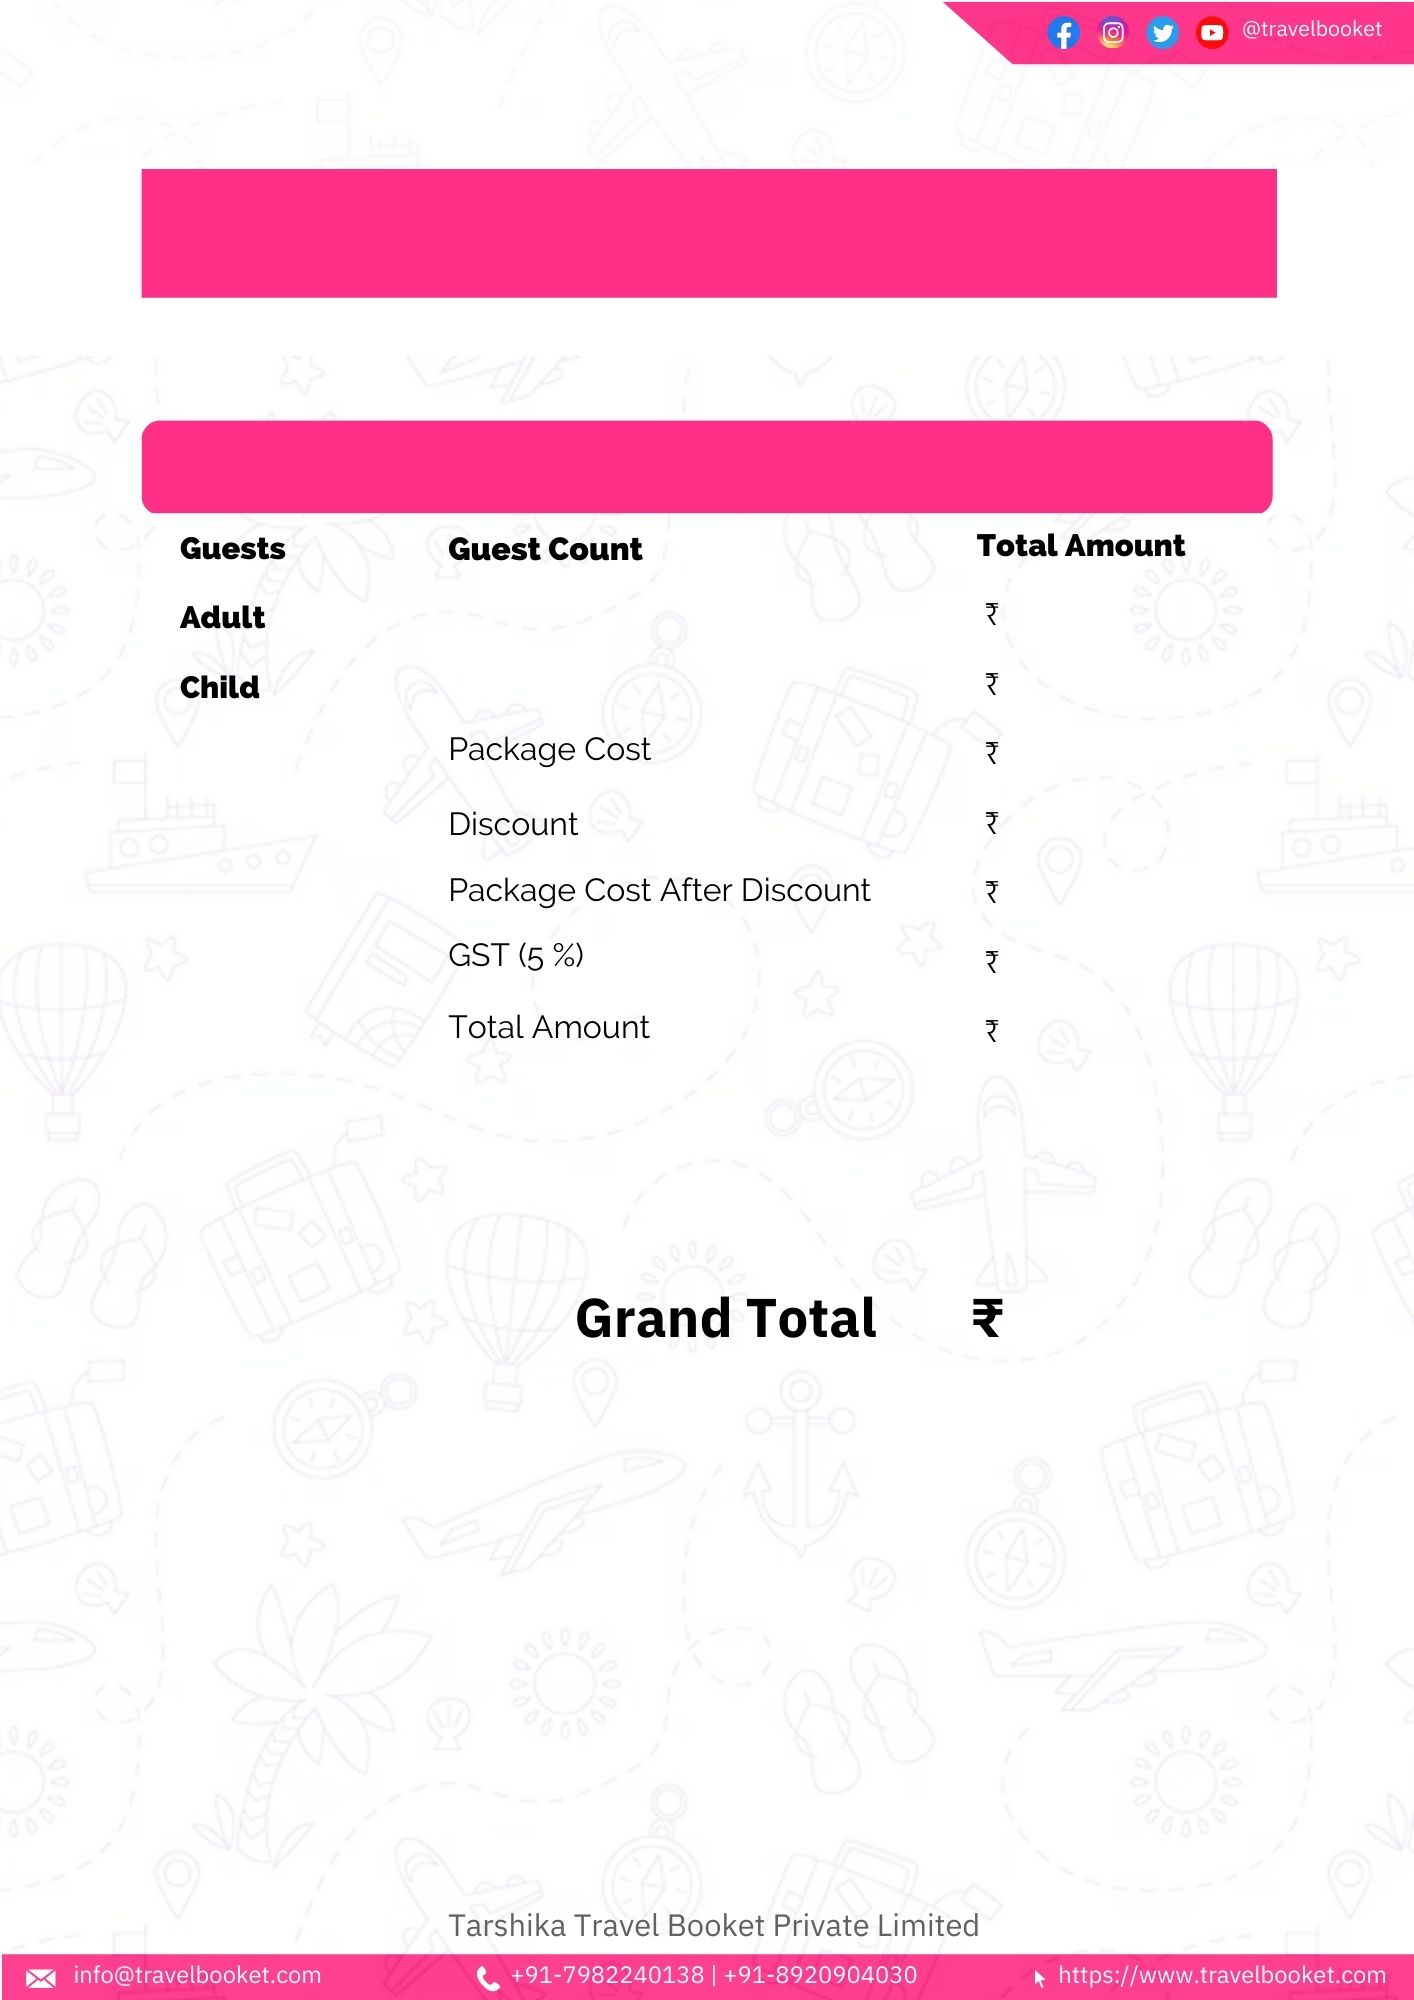 @travelbooket
Guests Guest Count Total Amount
Adult ₹
Child ₹
Package Cost ₹
Discount ₹
Package Cost After Discount ₹
GST (5 %) ₹
Total Amount ₹
Grand Total ₹
Tarshika Travel Booket Private Limited
info@travelbooket.com +91-7982240138 | +91-8920904030 https://www.travelbooket.com